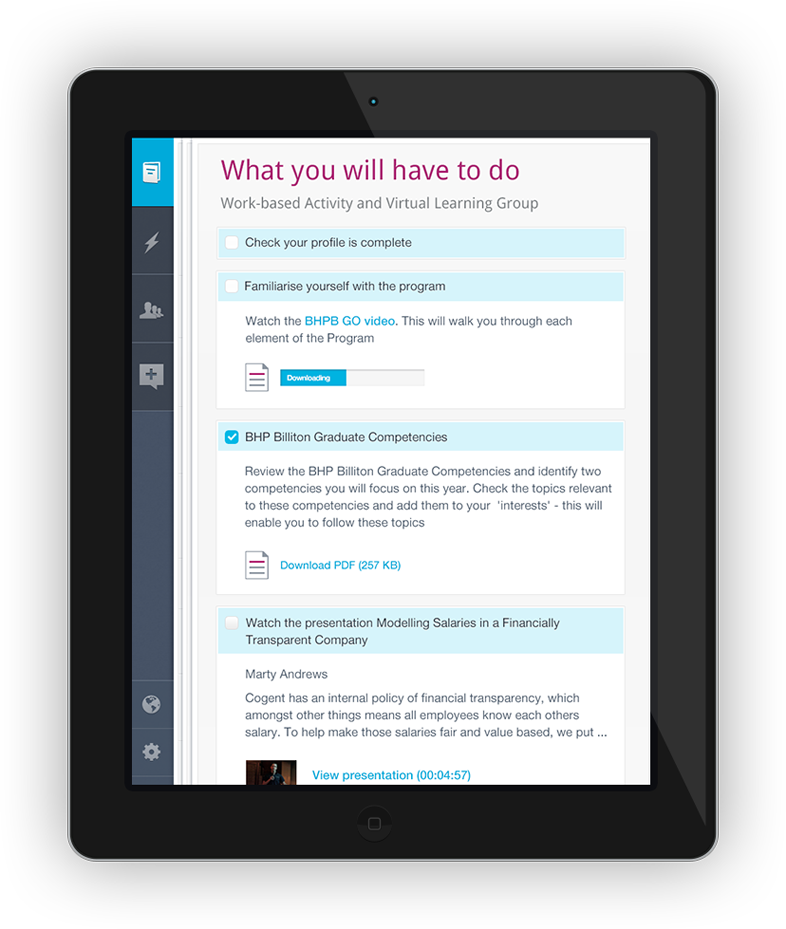 What you will have to do
Work-based Activity and Virtual Learning Group
Check your profile is complete
Familiarise yourself with the program
Watch the BHPB GO video. This will walk you through each
element of the Program
Downloading
BHP Billiton Graduate Competencies
Review the BHP Billiton Graduate Competencies and identify two
competencies you will focus on this year. Check the topics relevant
to these competencies and add them to your  'interests' - this will
enable you to follow these topics
Download PDF (257 KB)
Watch the presentation Modelling Salaries in a Financially
Transparent Company
Marty Andrews
Cogent has an internal policy of financial transparency, which
amongst other things means all employees know each others
salary. To help make those salaries fair and value based, we put ...
View presentation (00:04:57)